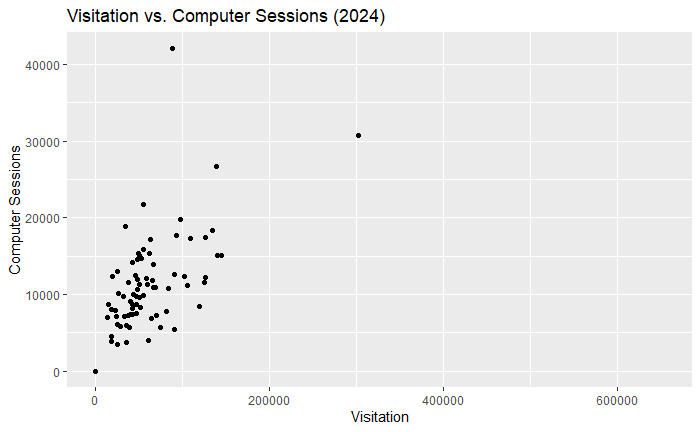 Visitation vs. Computer Sessions (2024)
40000
30000
20000
10000
0
Computer Sessions
0 200000 400000 600000
Visitation